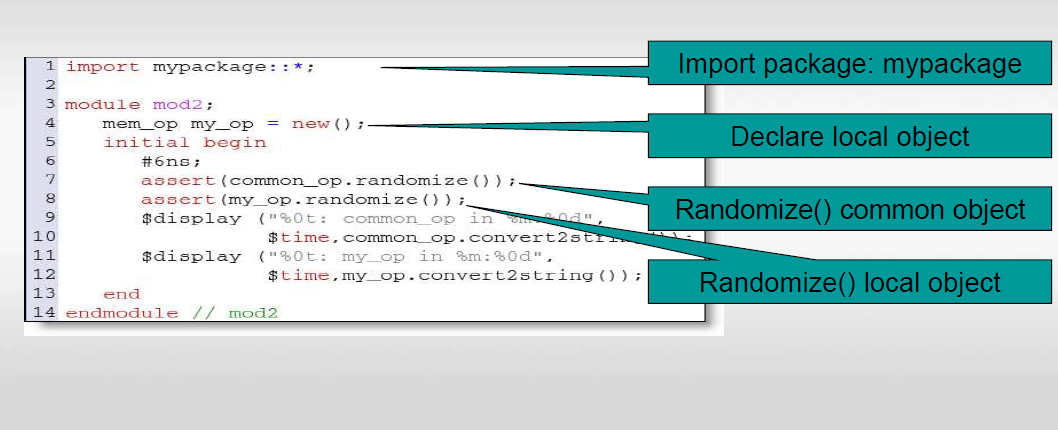 1 import mypackage::*;
Import package: mypackage
2
3 module mod2;
4 mem_op my_op = new();
Declare local object
5 initial begin
6 #6ns;
7 assert(common_op.randomize());
8 assert(my_op.randomize());
Randomize() common object
9 $display ("%0t: common_op in %m:%0d",
10 $time,common_op.convert2string());
11 $display ("%0t: my_op in %m:%0d",
12 $time,my_op.convert2string());
Randomize() local object
13 end
14 endmodule // mod2